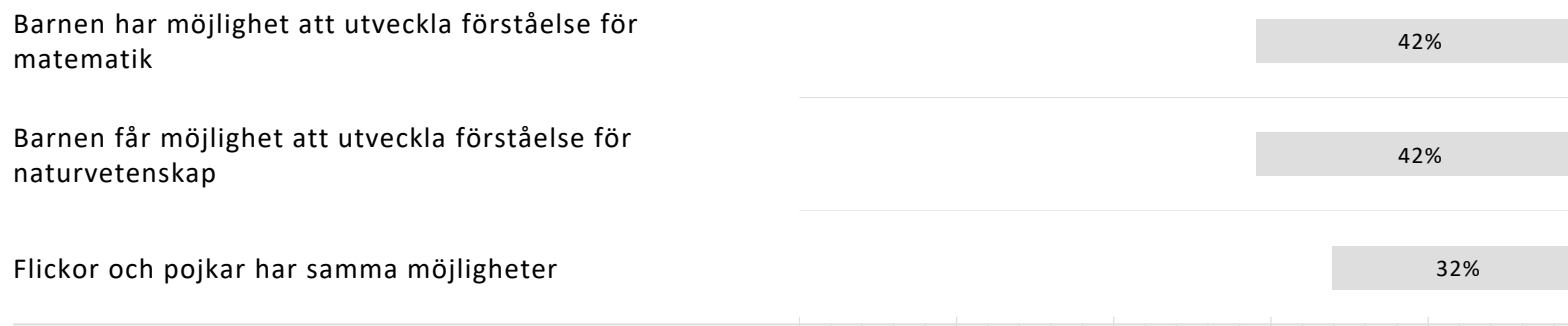 Barnen har möjlighet att utveckla förståelse för
matematik
42%
Barnen får möjlighet att utveckla förståelse för
naturvetenskap
42%
Flickor och pojkar har samma möjligheter
32%